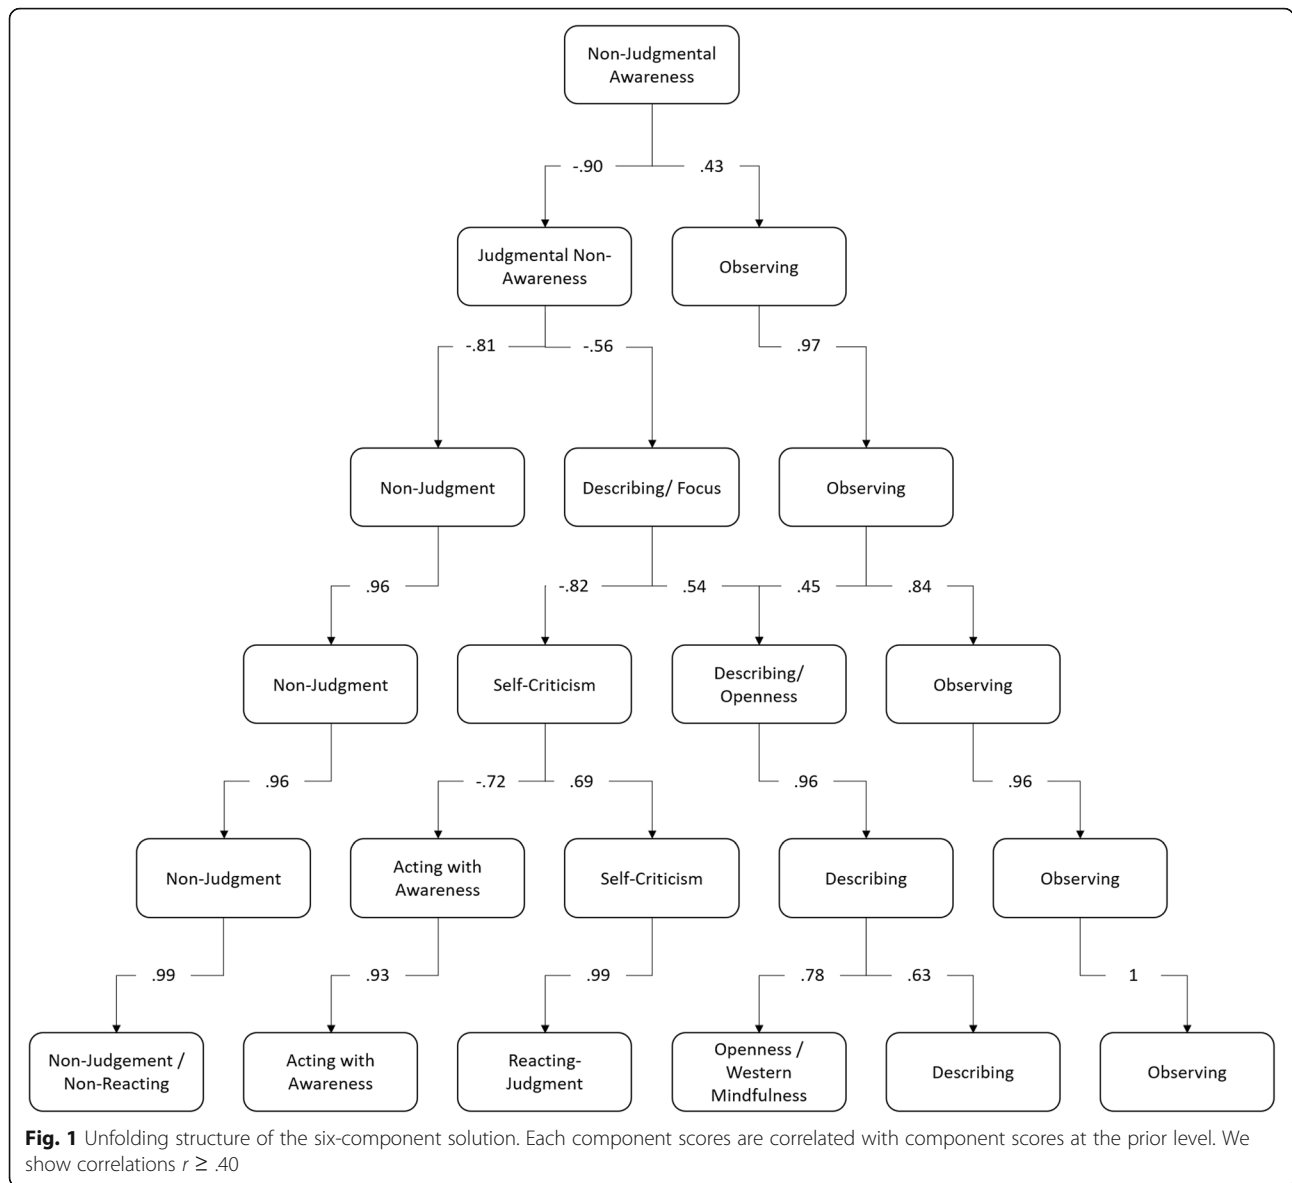 Non-Judgmental
Awareness
-.90
.43
Judgmental Non-
Awareness
Observing
-.81
-.56
.97
Non-Judgment
Describing/ Focus
Observing
.96
-.82
.54
.45
.84
Non-Judgment
Self-Criticism
Describing/
Openness
Observing
.96
-.72
.69
.96
.96
Non-Judgment
Acting with
Awareness
Self-Criticism
Describing
Observing
.99
.93
.99
.78
.63
1
Non-Judgement /
Non-Reacting
Acting with
Awareness
Reacting-
Judgment
Openness /
Western
Mindfulness
Describing
Observing
Fig. 1 Unfolding structure of the six-component solution. Each component scores are correlated with component scores at the prior level. We
show correlations r ≥ .40